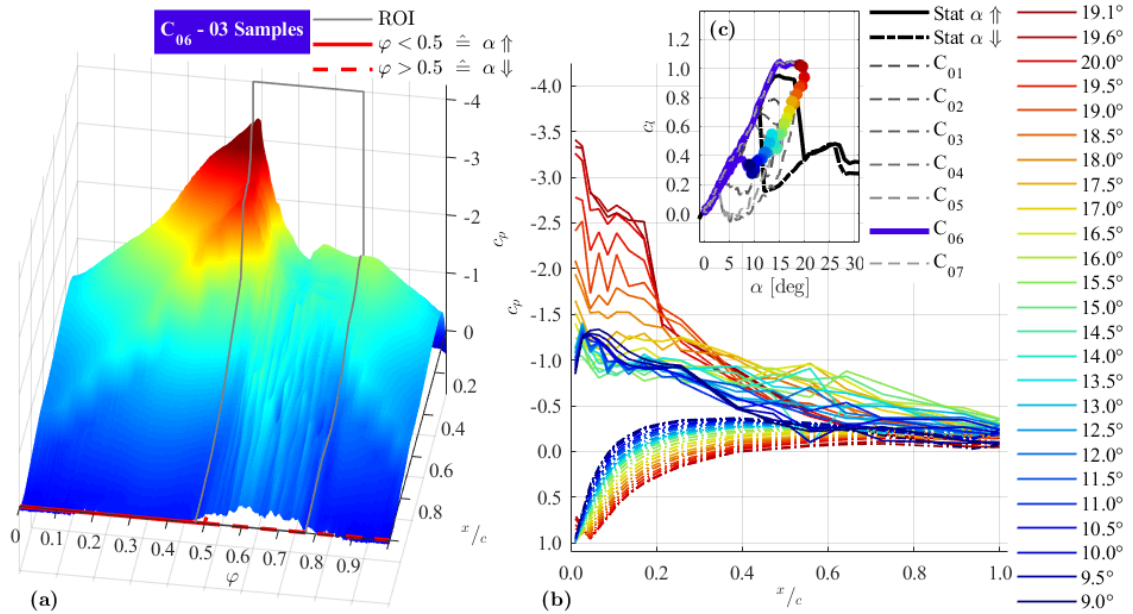 C06 - 03 Samples
ROI
φ < 0.5 ≙ α ⇑
φ > 0.5 ≙ α ⇓
-4
-3
-2
-1
0
cp
0.2
0.4
0.6
0.8
x/c
0
0.1
0.2
0.3
0.4
0.5
0.6
0.7
0.8
0.9
φ
(a)
-4.0
-3.5
-3.0
-2.5
-2.0
-1.5
-1.0
-0.5
0.0
0.5
1.0
cp
0.0
0.2
0.4
0.6
0.8
1.0
x/c
(b)
(c)
1.2
1.0
0.8
0.6
0.4
0.2
0.0
cl
0 5 10 15 20 25 30
α [deg]
Stat α ⇑
Stat α ⇓
C01
C02
C03
C04
C05
C06
C07
19.1°
19.6°
20.0°
19.5°
19.0°
18.5°
18.0°
17.5°
17.0°
16.5°
16.0°
15.5°
15.0°
14.5°
14.0°
13.5°
13.0°
12.5°
12.0°
11.5°
11.0°
10.5°
10.0°
9.5°
9.0°